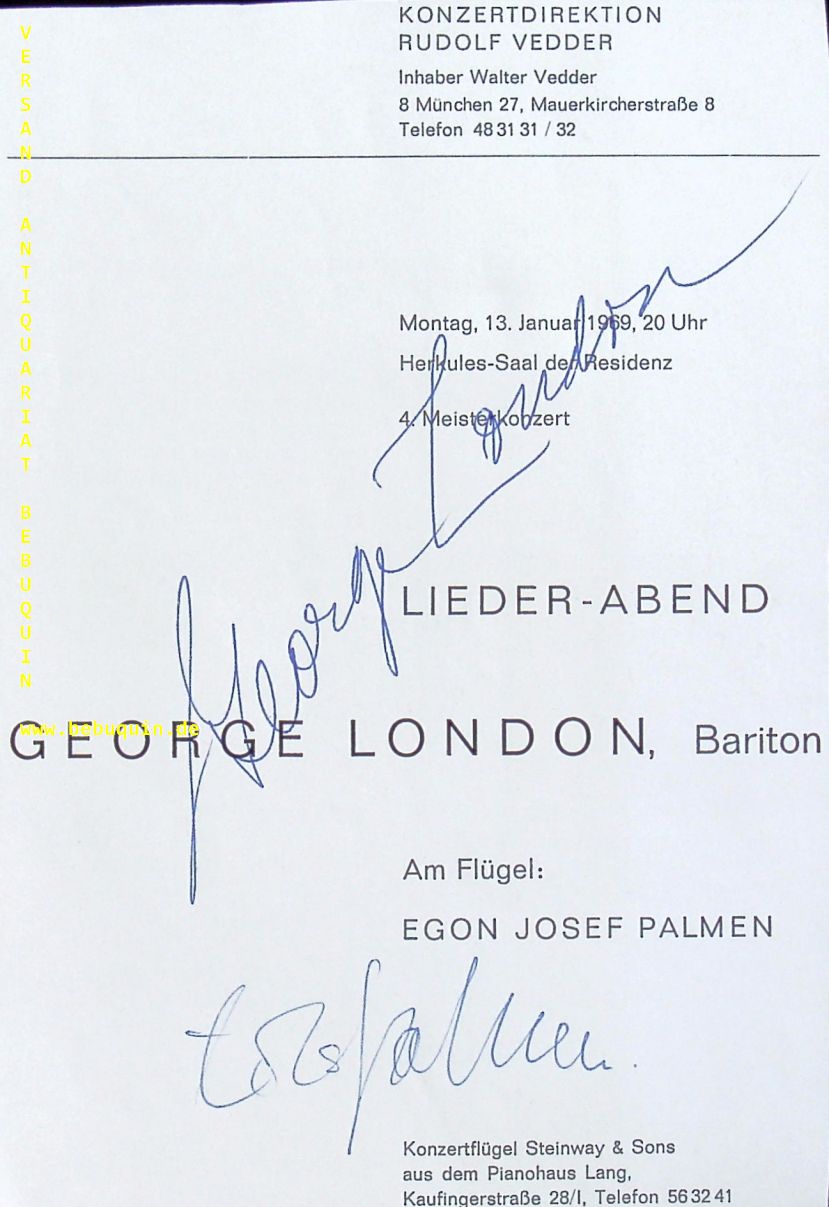 KONZERTDIREKTION
RUDOLF VEDDER
Inhaber Walter Vedder
8 München 27, Mauerkircherstraße 8
Telefon 48 31 31 / 32
VERSAND ANTIQUARIAT BEBUQUIN
Montag, 13. Januar 1969, 20 Uhr
Herkules-Saal der Residenz
4. Meisterkonzert
George London
LIEDER-ABEND
www.bebuquin.de
GEORGE LONDON, Bariton
Am Flügel:
EGON JOSEF PALMEN
Palmen
Konzertflügel Steinway & Sons
aus dem Pianohaus Lang,
Kaufingerstraße 28/I, Telefon 56 32 41